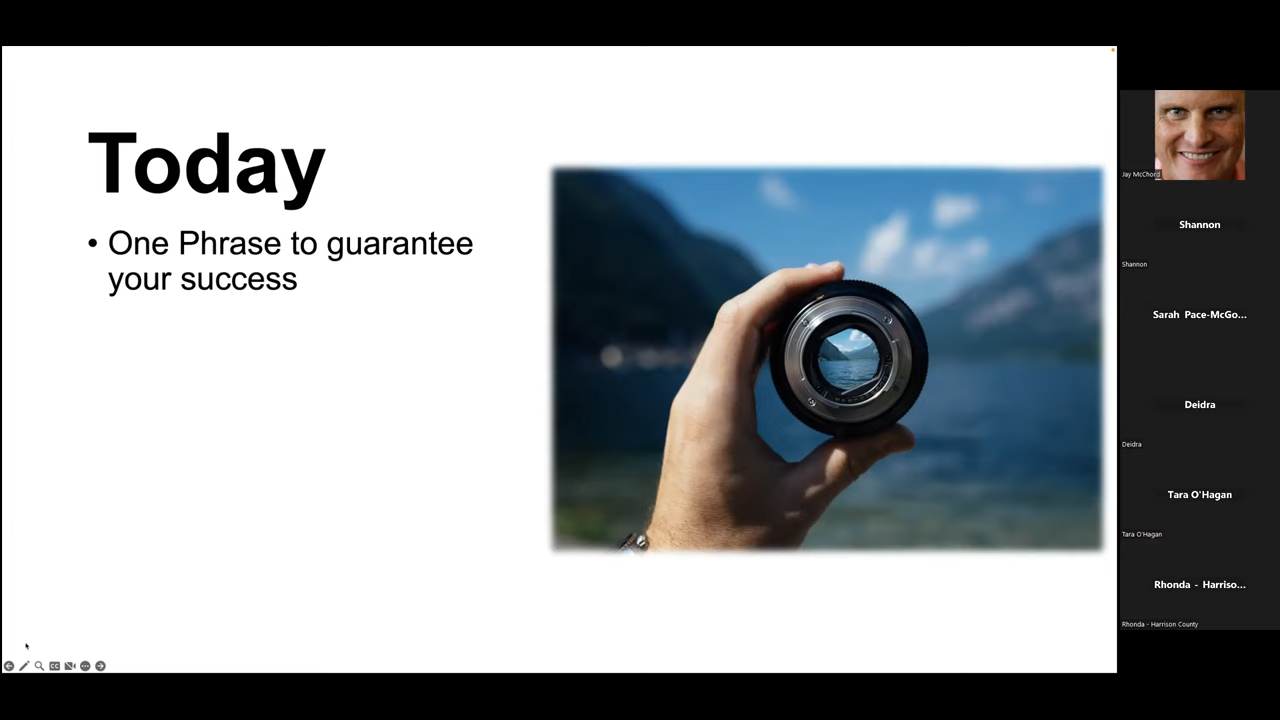 Today
• One Phrase to guarantee
your success
Jay McChord
Shannon
Shannon
Sarah Pace-McGo...
Deidra
Deidra
Tara O'Hagan
Tara O'Hagan
Rhonda - Harriso...
Rhonda - Harrison County
CC